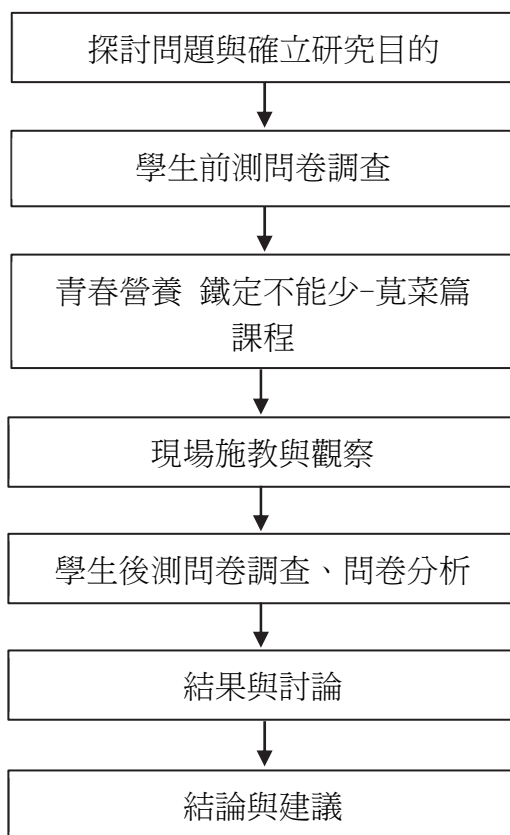 探討問題與確立研究目的
學生前測問卷調查
青春營養 鐵定不能少-莧菜篇
課程
現場施教與觀察
學生後測問卷調查、問卷分析
結果與討論
結論與建議